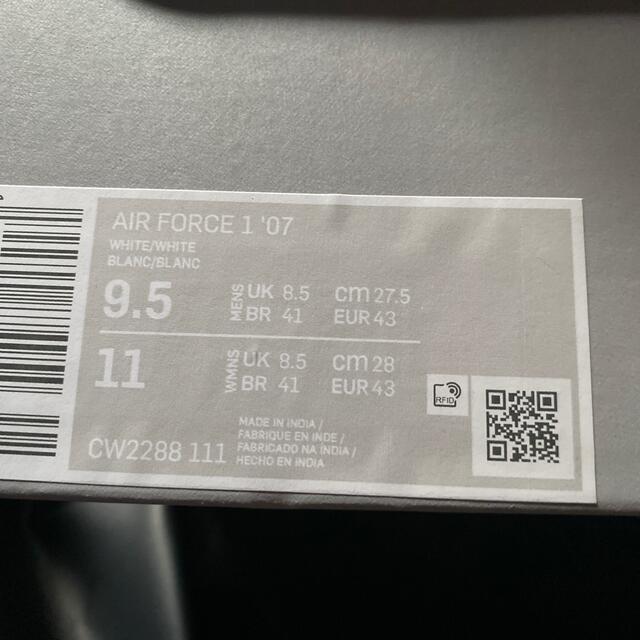 AIR FORCE 1 '07
WHITE/WHITE
BLANC/BLANC
9.5 MENS UK 8.5 cm 27.5
BR 41 EUR 43
11 WMNS UK 8.5 cm 28
BR 41 EUR 43
RFID
CW2288 111
MADE IN INDIA /
FABRIQUE EN INDE /
FABRICADO NA INDIA /
HECHO EN INDIA